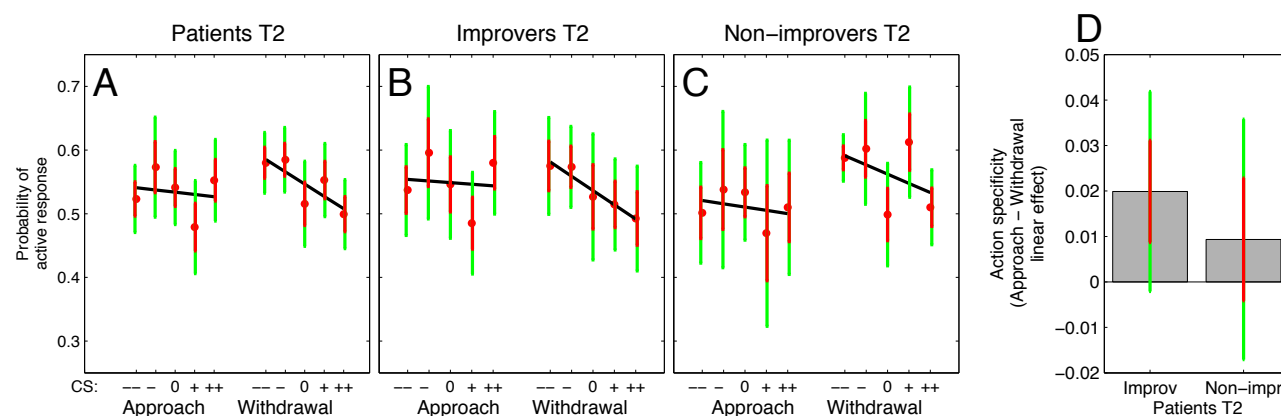 Patients T2
Improvers T2
Non−improvers T2
A
B
C
D
Probability of
active response
0.7
0.6
0.5
0.4
0.3
CS:
−− − 0 + ++
−− − 0 + ++
−− − 0 + ++
−− − 0 + ++
−− − 0 + ++
−− − 0 + ++
Approach
Withdrawal
Approach
Withdrawal
Approach
Withdrawal
Action specificity
(Approach − Withdrawal
linear effect)
0.05
0.04
0.03
0.02
0.01
0
−0.01
−0.02
Improv
Non−impr
Patients T2